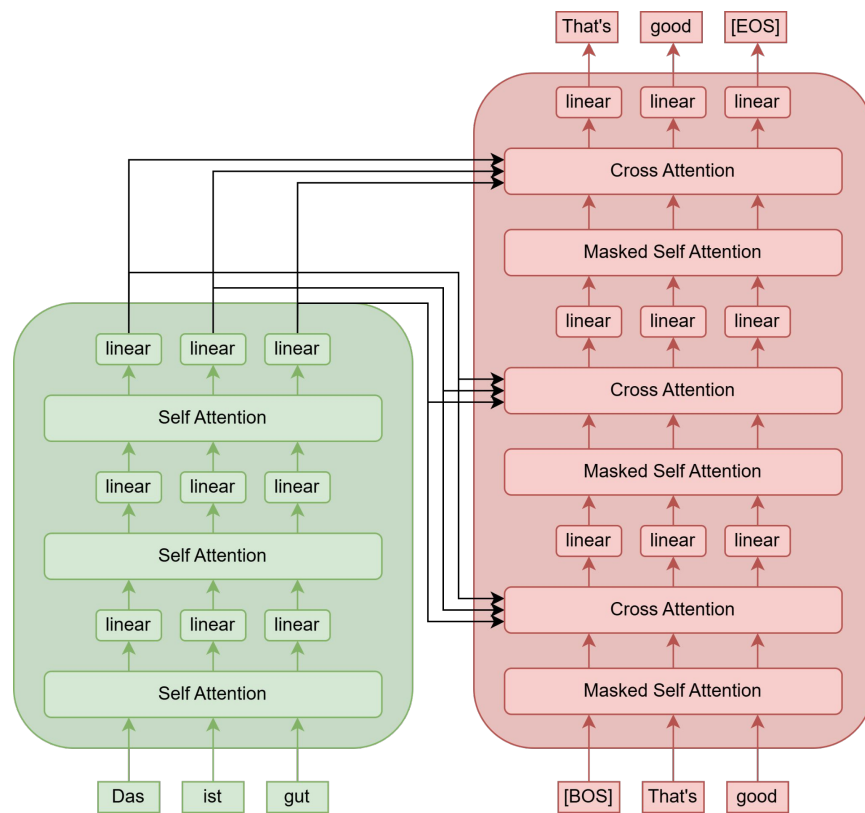 That's good [EOS]
linear linear linear
Cross Attention
Masked Self Attention
linear linear linear
Cross Attention
Masked Self Attention
linear linear linear
Cross Attention
Masked Self Attention
[BOS] That's good
linear linear linear
Self Attention
linear linear linear
Self Attention
linear linear linear
Self Attention
Das ist gut